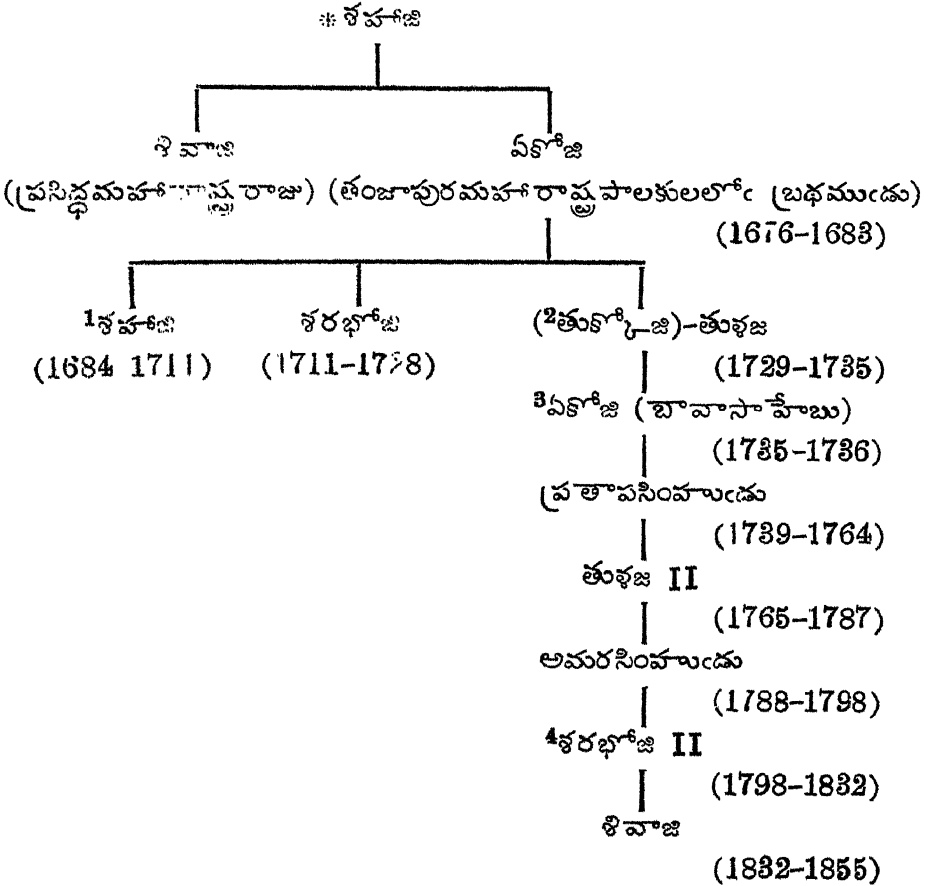 * శహాజి
శివాజి ఏకోజి
(ప్రసిద్ధమహారాష్ట్రరాజు) (తంజాపురమహారాష్ట్రపాలకులలోఁ బ్రథముఁడు)
(1676–1683)
¹శహాజి శరభోజి (²తుక్కోజి)–తుళజ
(1684 1711) (1711–1728) (1729–1735)
³ఏకోజి (బావాసాహేబు)
(1735–1736)
ప్రతాపసింహుఁడు
(1739–1764)
తుళజ II
(1765–1787)
అమరసింహుఁడు
(1788–1798)
⁴శరభోజి II
(1798–1832)
శివాజి
(1832–1855)